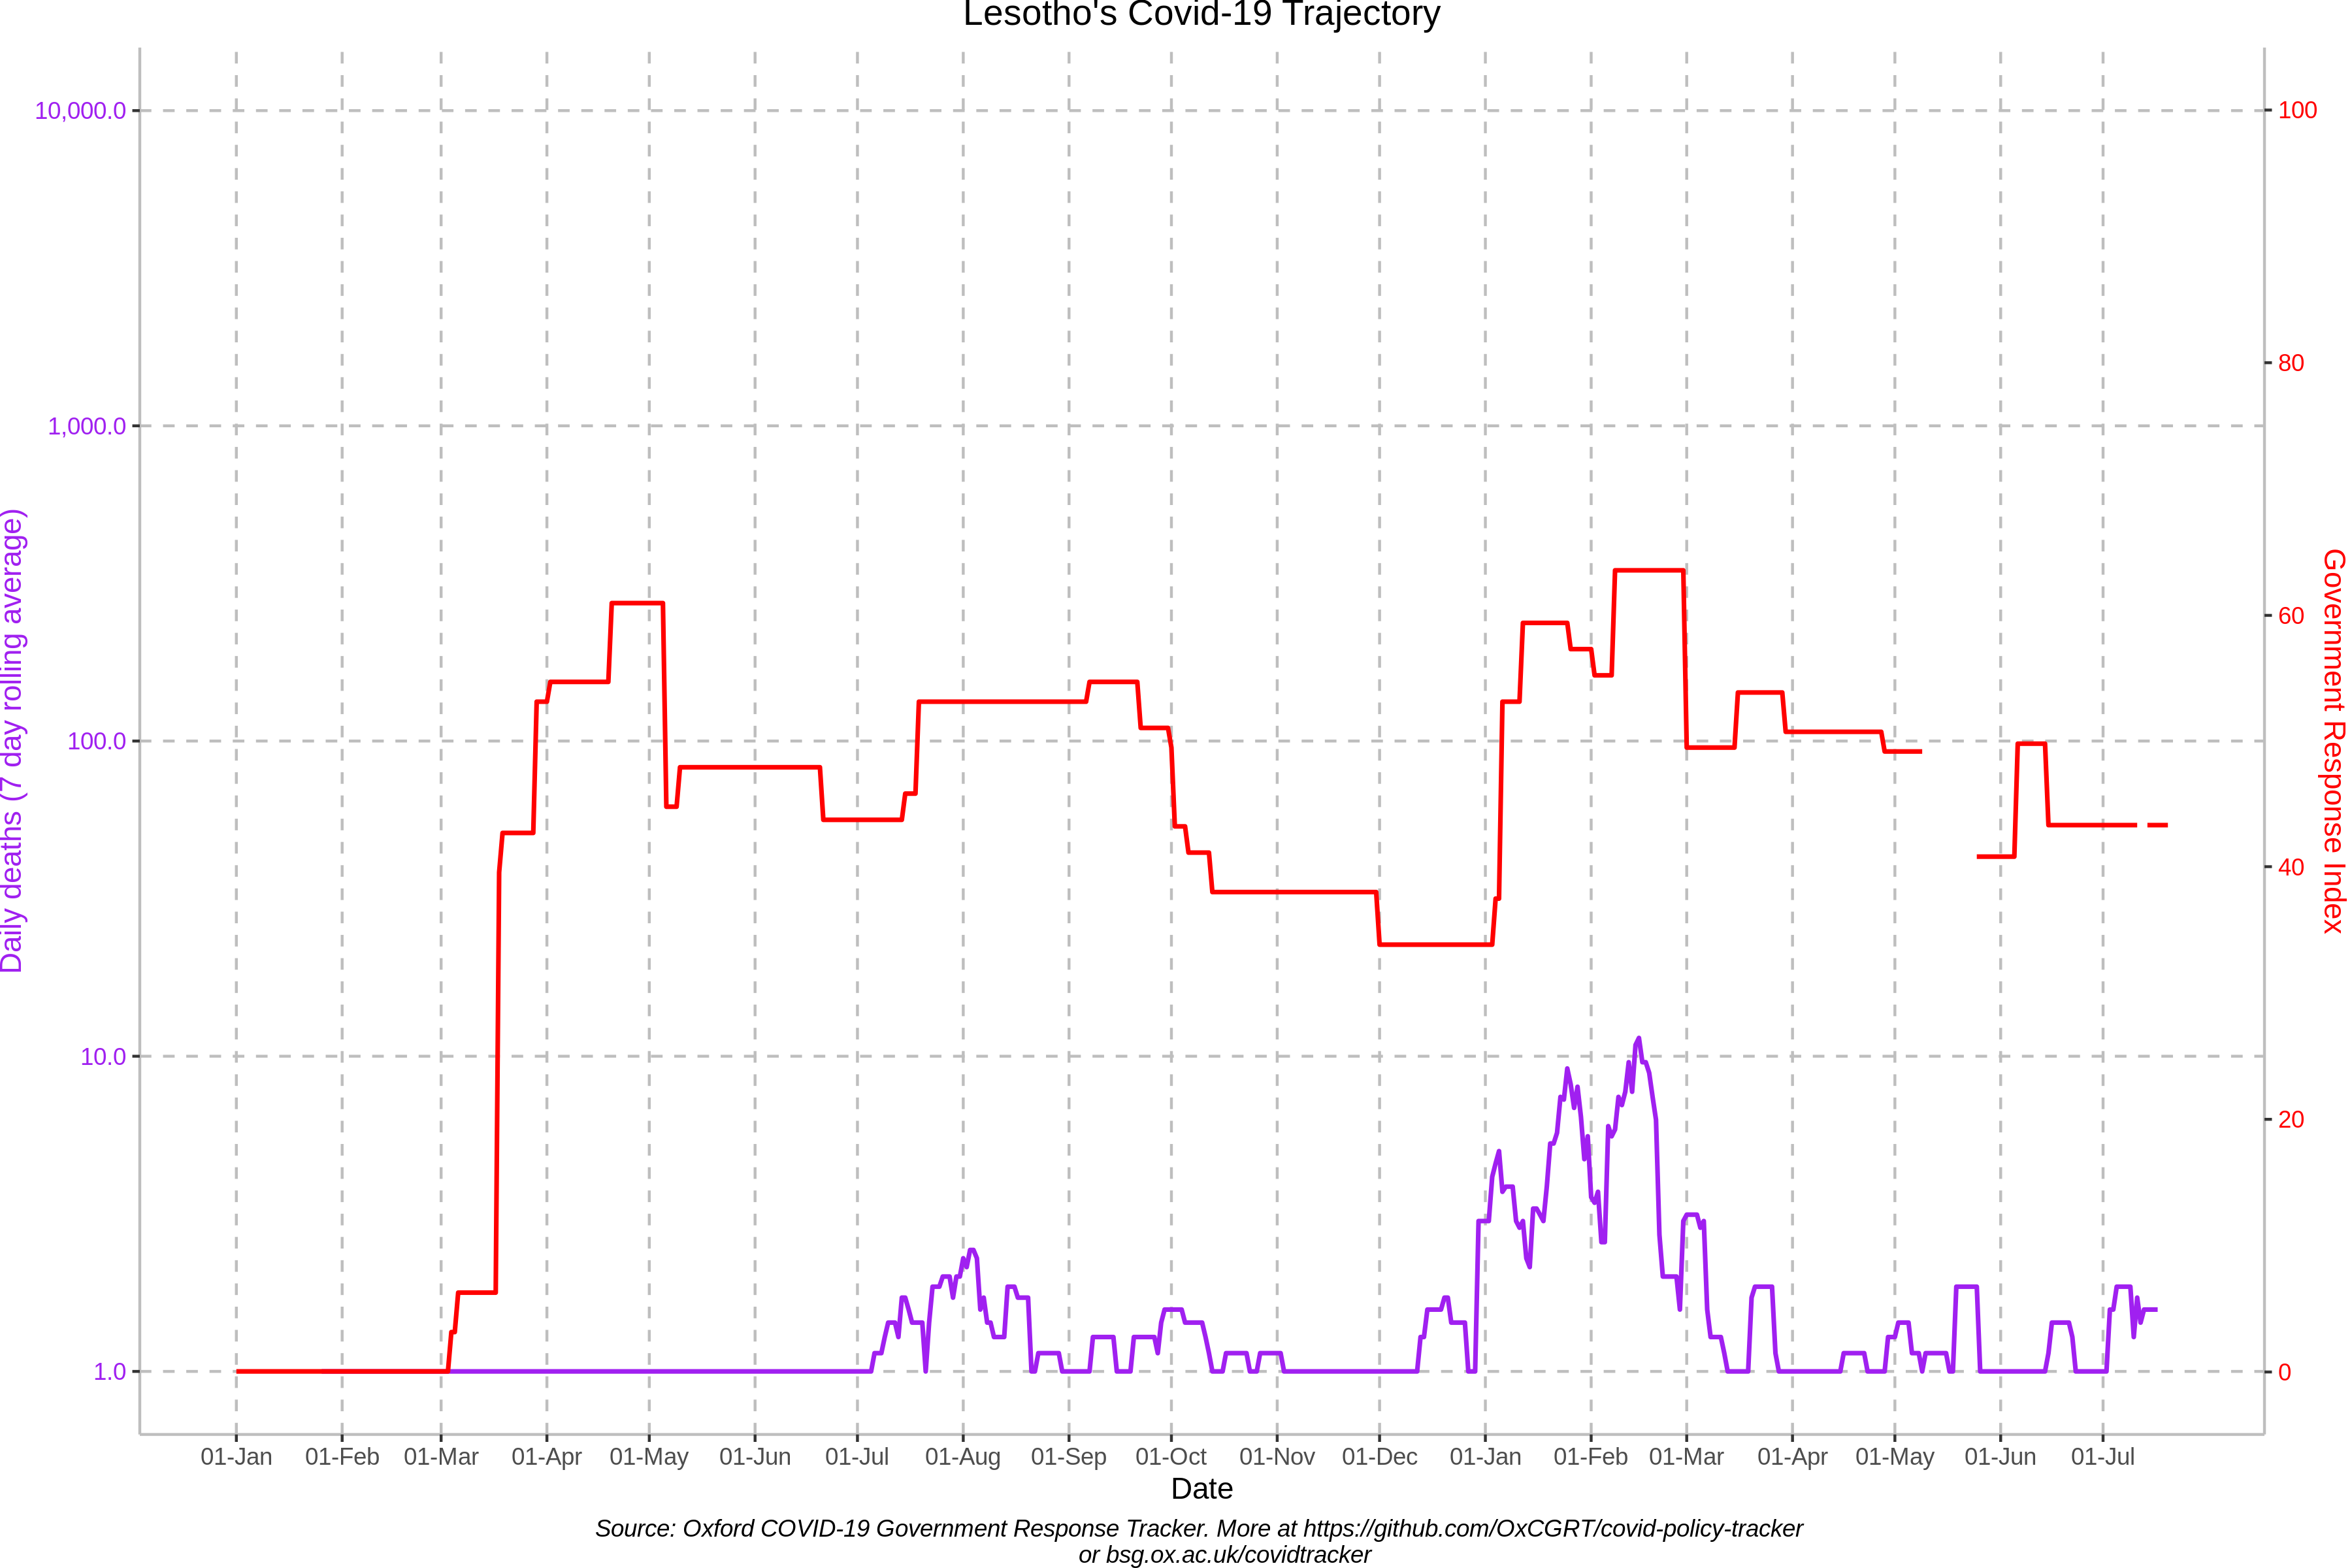 Lesotho's Covid-19 Trajectory
10,000.0
1,000.0
100.0
10.0
1.0
Daily deaths (7 day rolling average)
100
80
60
40
20
0
Government Response Index
01-Jan 01-Feb 01-Mar 01-Apr 01-May 01-Jun 01-Jul 01-Aug 01-Sep 01-Oct 01-Nov 01-Dec 01-Jan 01-Feb 01-Mar 01-Apr 01-May 01-Jun 01-Jul
Date
Source: Oxford COVID-19 Government Response Tracker. More at https://github.com/OxCGRT/covid-policy-tracker
or bsg.ox.ac.uk/covidtracker